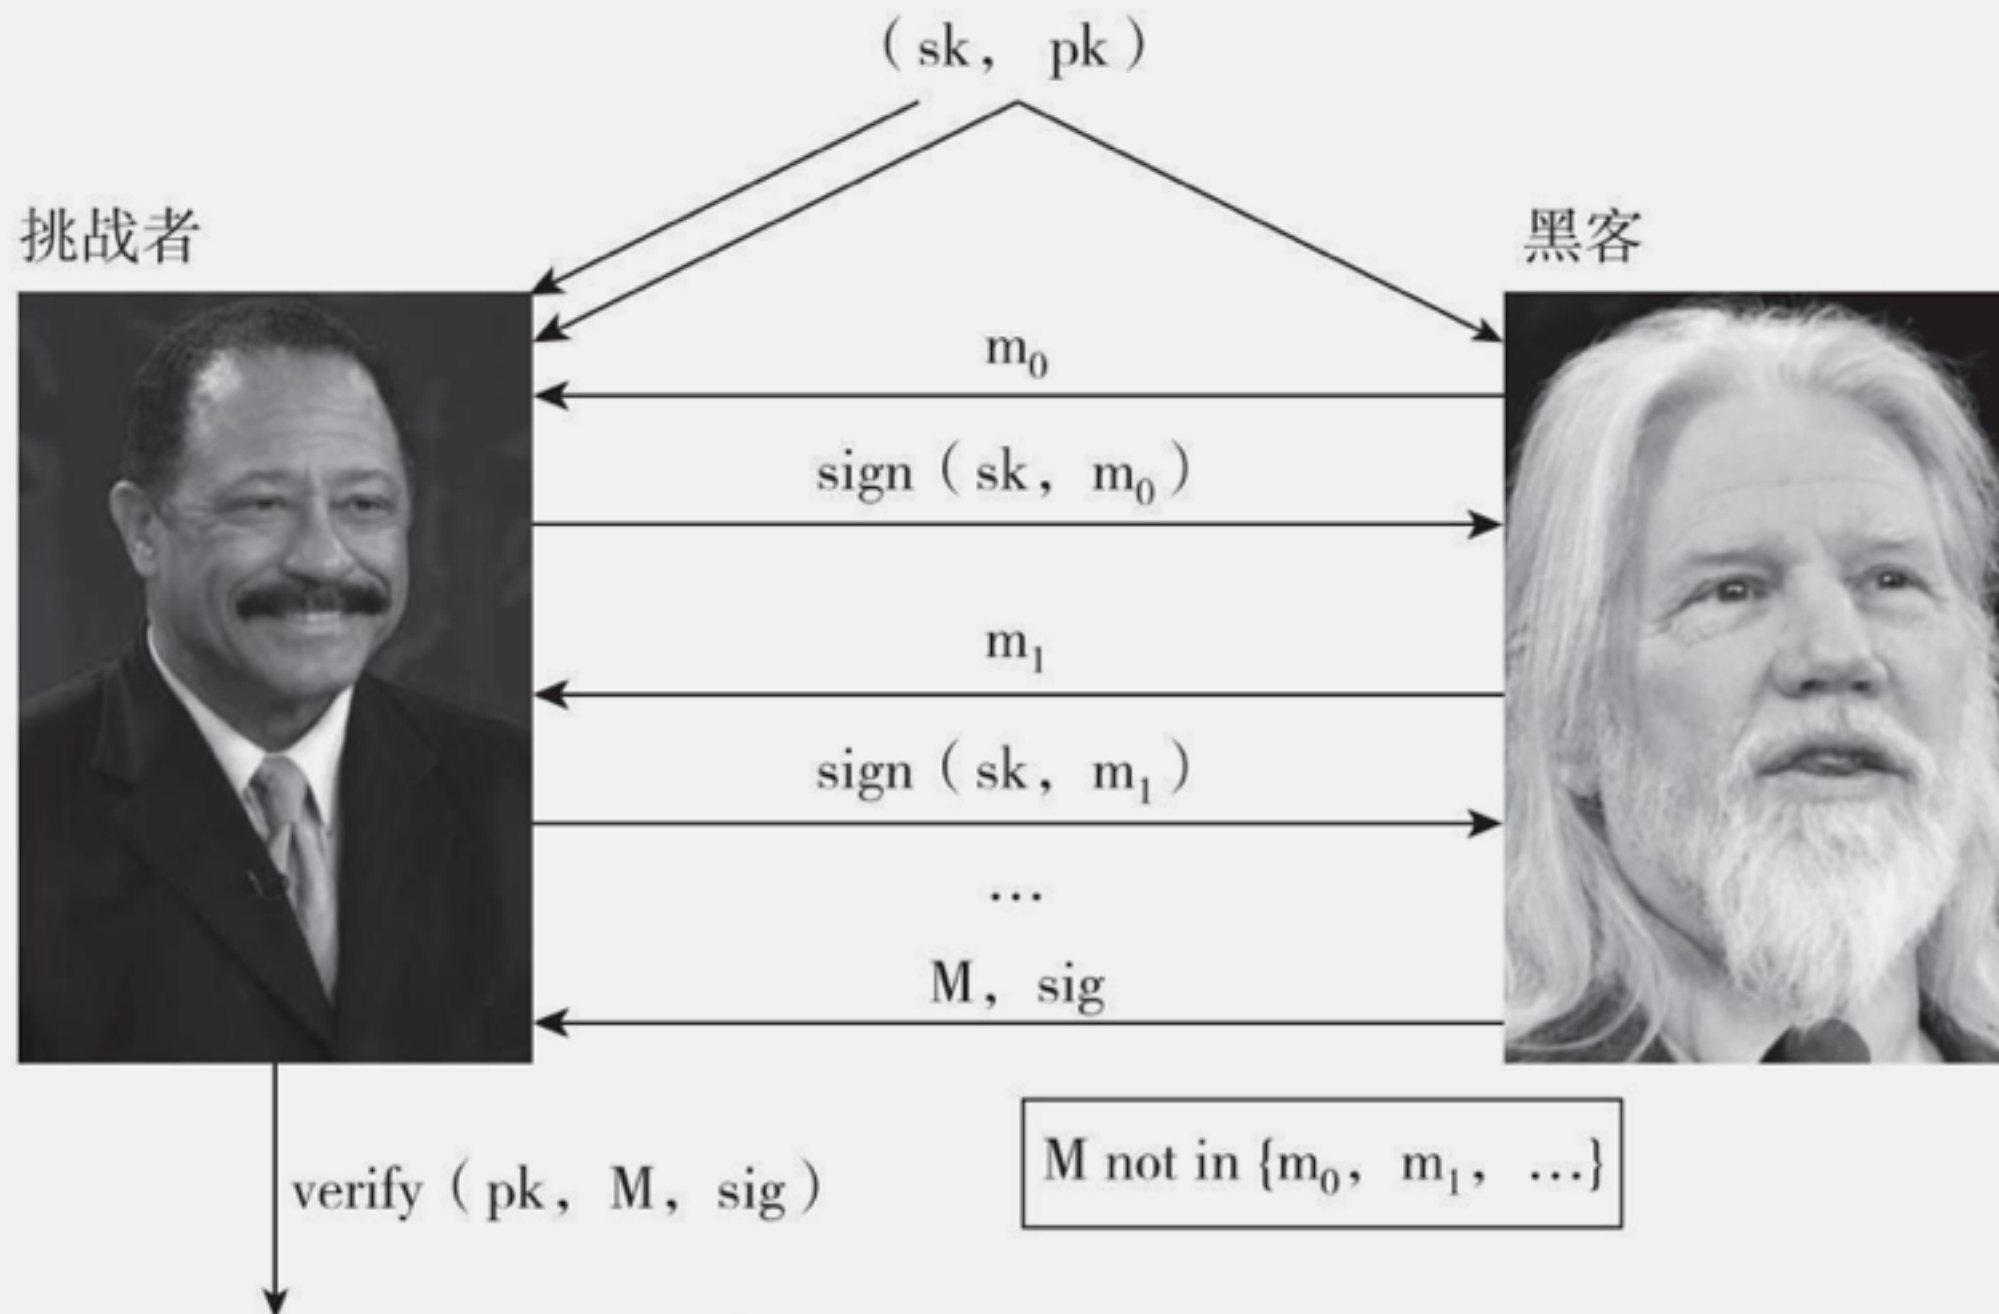 (sk, pk)
挑战者
黑客
m₀
sign(sk, m₀)
m₁
sign(sk, m₁)
…
M, sig
M not in {m₀, m₁, …}
verify(pk, M, sig)